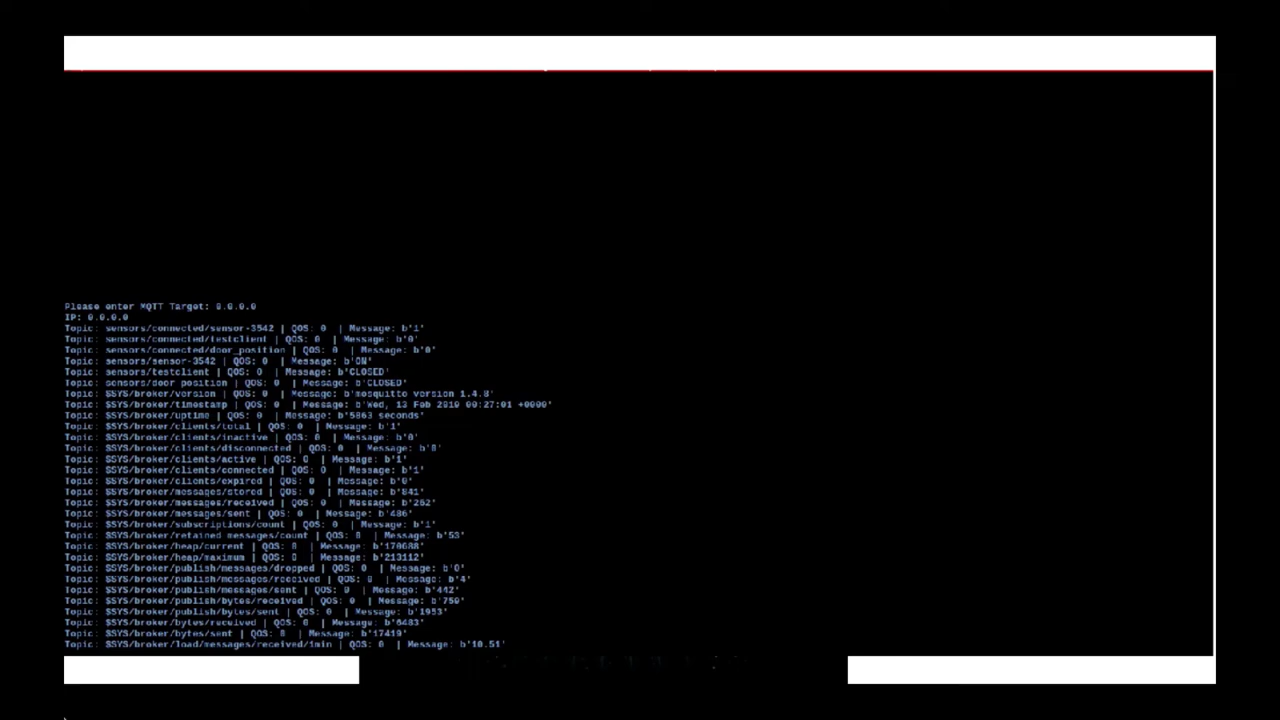 Please enter MQTT Target: 0.0.0.0
IP: 0.0.0.0
Topic: sensors/connected/sensor-3542 | QOS: 0 | Message: b'1'
Topic: sensors/connected/testclient | QOS: 0 | Message: b'0'
Topic: sensors/connected/door_position | QOS: 0 | Message: b'0'
Topic: sensors/sensor-3542 | QOS: 0 | Message: b'ON'
Topic: sensors/testclient | QOS: 0 | Message: b'CLOSED'
Topic: sensors/door_position | QOS: 0 | Message: b'CLOSED'
Topic: $SYS/broker/version | QOS: 0 | Message: b'mosquitto version 1.4.8'
Topic: $SYS/broker/timestamp | QOS: 0 | Message: b'Wed, 13 Feb 2019 00:27:01 +0000'
Topic: $SYS/broker/uptime | QOS: 0 | Message: b'5863 seconds'
Topic: $SYS/broker/clients/total | QOS: 0 | Message: b'1'
Topic: $SYS/broker/clients/inactive | QOS: 0 | Message: b'0'
Topic: $SYS/broker/clients/disconnected | QOS: 0 | Message: b'0'
Topic: $SYS/broker/clients/active | QOS: 0 | Message: b'1'
Topic: $SYS/broker/clients/connected | QOS: 0 | Message: b'1'
Topic: $SYS/broker/clients/expired | QOS: 0 | Message: b'0'
Topic: $SYS/broker/messages/stored | QOS: 0 | Message: b'841'
Topic: $SYS/broker/messages/received | QOS: 0 | Message: b'262'
Topic: $SYS/broker/messages/sent | QOS: 0 | Message: b'486'
Topic: $SYS/broker/subscriptions/count | QOS: 0 | Message: b'1'
Topic: $SYS/broker/retained messages/count | QOS: 0 | Message: b'53'
Topic: $SYS/broker/heap/current | QOS: 0 | Message: b'170688'
Topic: $SYS/broker/heap/maximum | QOS: 0 | Message: b'213112'
Topic: $SYS/broker/publish/messages/dropped | QOS: 0 | Message: b'0'
Topic: $SYS/broker/publish/messages/received | QOS: 0 | Message: b'4'
Topic: $SYS/broker/publish/messages/sent | QOS: 0 | Message: b'442'
Topic: $SYS/broker/publish/bytes/received | QOS: 0 | Message: b'759'
Topic: $SYS/broker/publish/bytes/sent | QOS: 0 | Message: b'1953'
Topic: $SYS/broker/bytes/received | QOS: 0 | Message: b'6483'
Topic: $SYS/broker/bytes/sent | QOS: 0 | Message: b'17419'
Topic: $SYS/broker/load/messages/received/1min | QOS: 0 | Message: b'10.51'